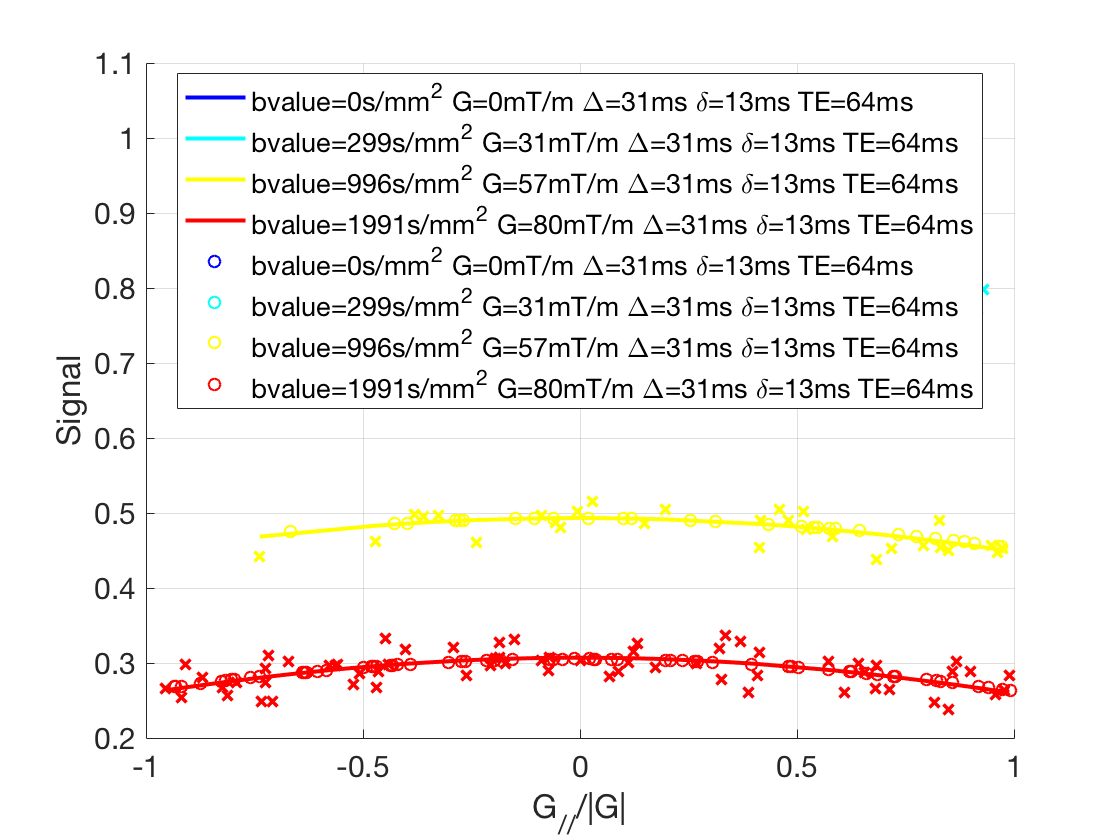 1.1
1
0.9
0.8
0.7
0.6
0.5
0.4
0.3
0.2
Signal
bvalue=0s/mm² G=0mT/m Δ=31ms δ=13ms TE=64ms
bvalue=299s/mm² G=31mT/m Δ=31ms δ=13ms TE=64ms
bvalue=996s/mm² G=57mT/m Δ=31ms δ=13ms TE=64ms
bvalue=1991s/mm² G=80mT/m Δ=31ms δ=13ms TE=64ms
bvalue=0s/mm² G=0mT/m Δ=31ms δ=13ms TE=64ms
bvalue=299s/mm² G=31mT/m Δ=31ms δ=13ms TE=64ms
bvalue=996s/mm² G=57mT/m Δ=31ms δ=13ms TE=64ms
bvalue=1991s/mm² G=80mT/m Δ=31ms δ=13ms TE=64ms
-1 -0.5 0 0.5 1
G///|G|